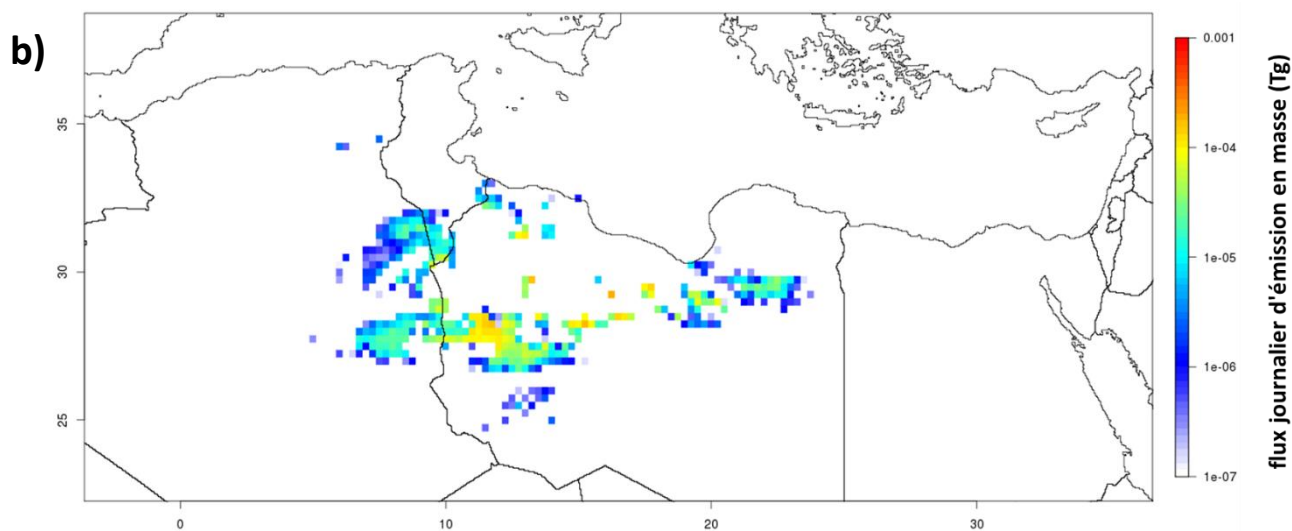 b)
35
30
25
0
10
20
30
0.001
1e-04
1e-05
1e-06
1e-07
flux journalier d'émission en masse (Tg)